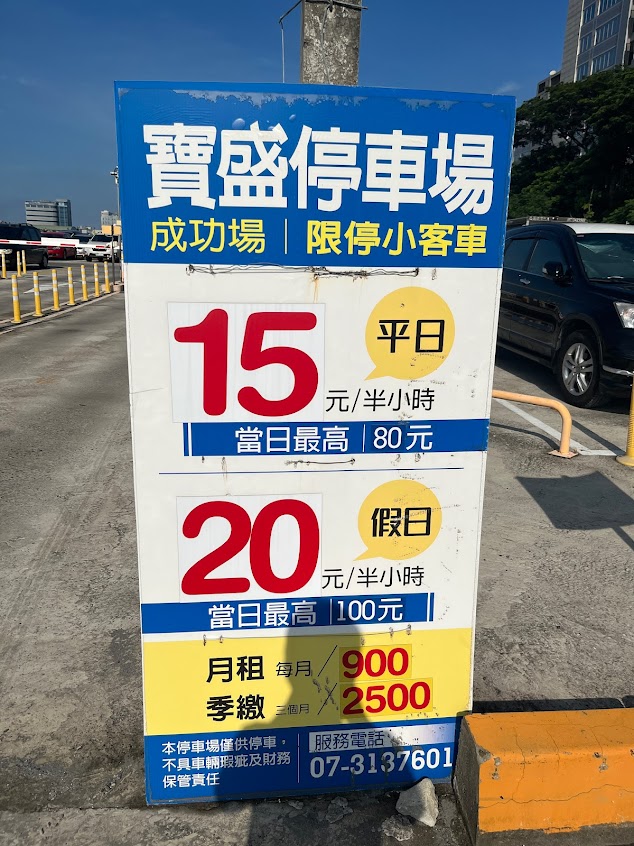 寶盛停車場
成功場｜限停小客車
15元/半小時 平日
當日最高｜80元
20元/半小時 假日
當日最高｜100元
月租 每月/900
季繳 三個月/2500
本停車場僅供停車，
不具車輛瑕疵及財務
保管責任
服務電話
07-3137601